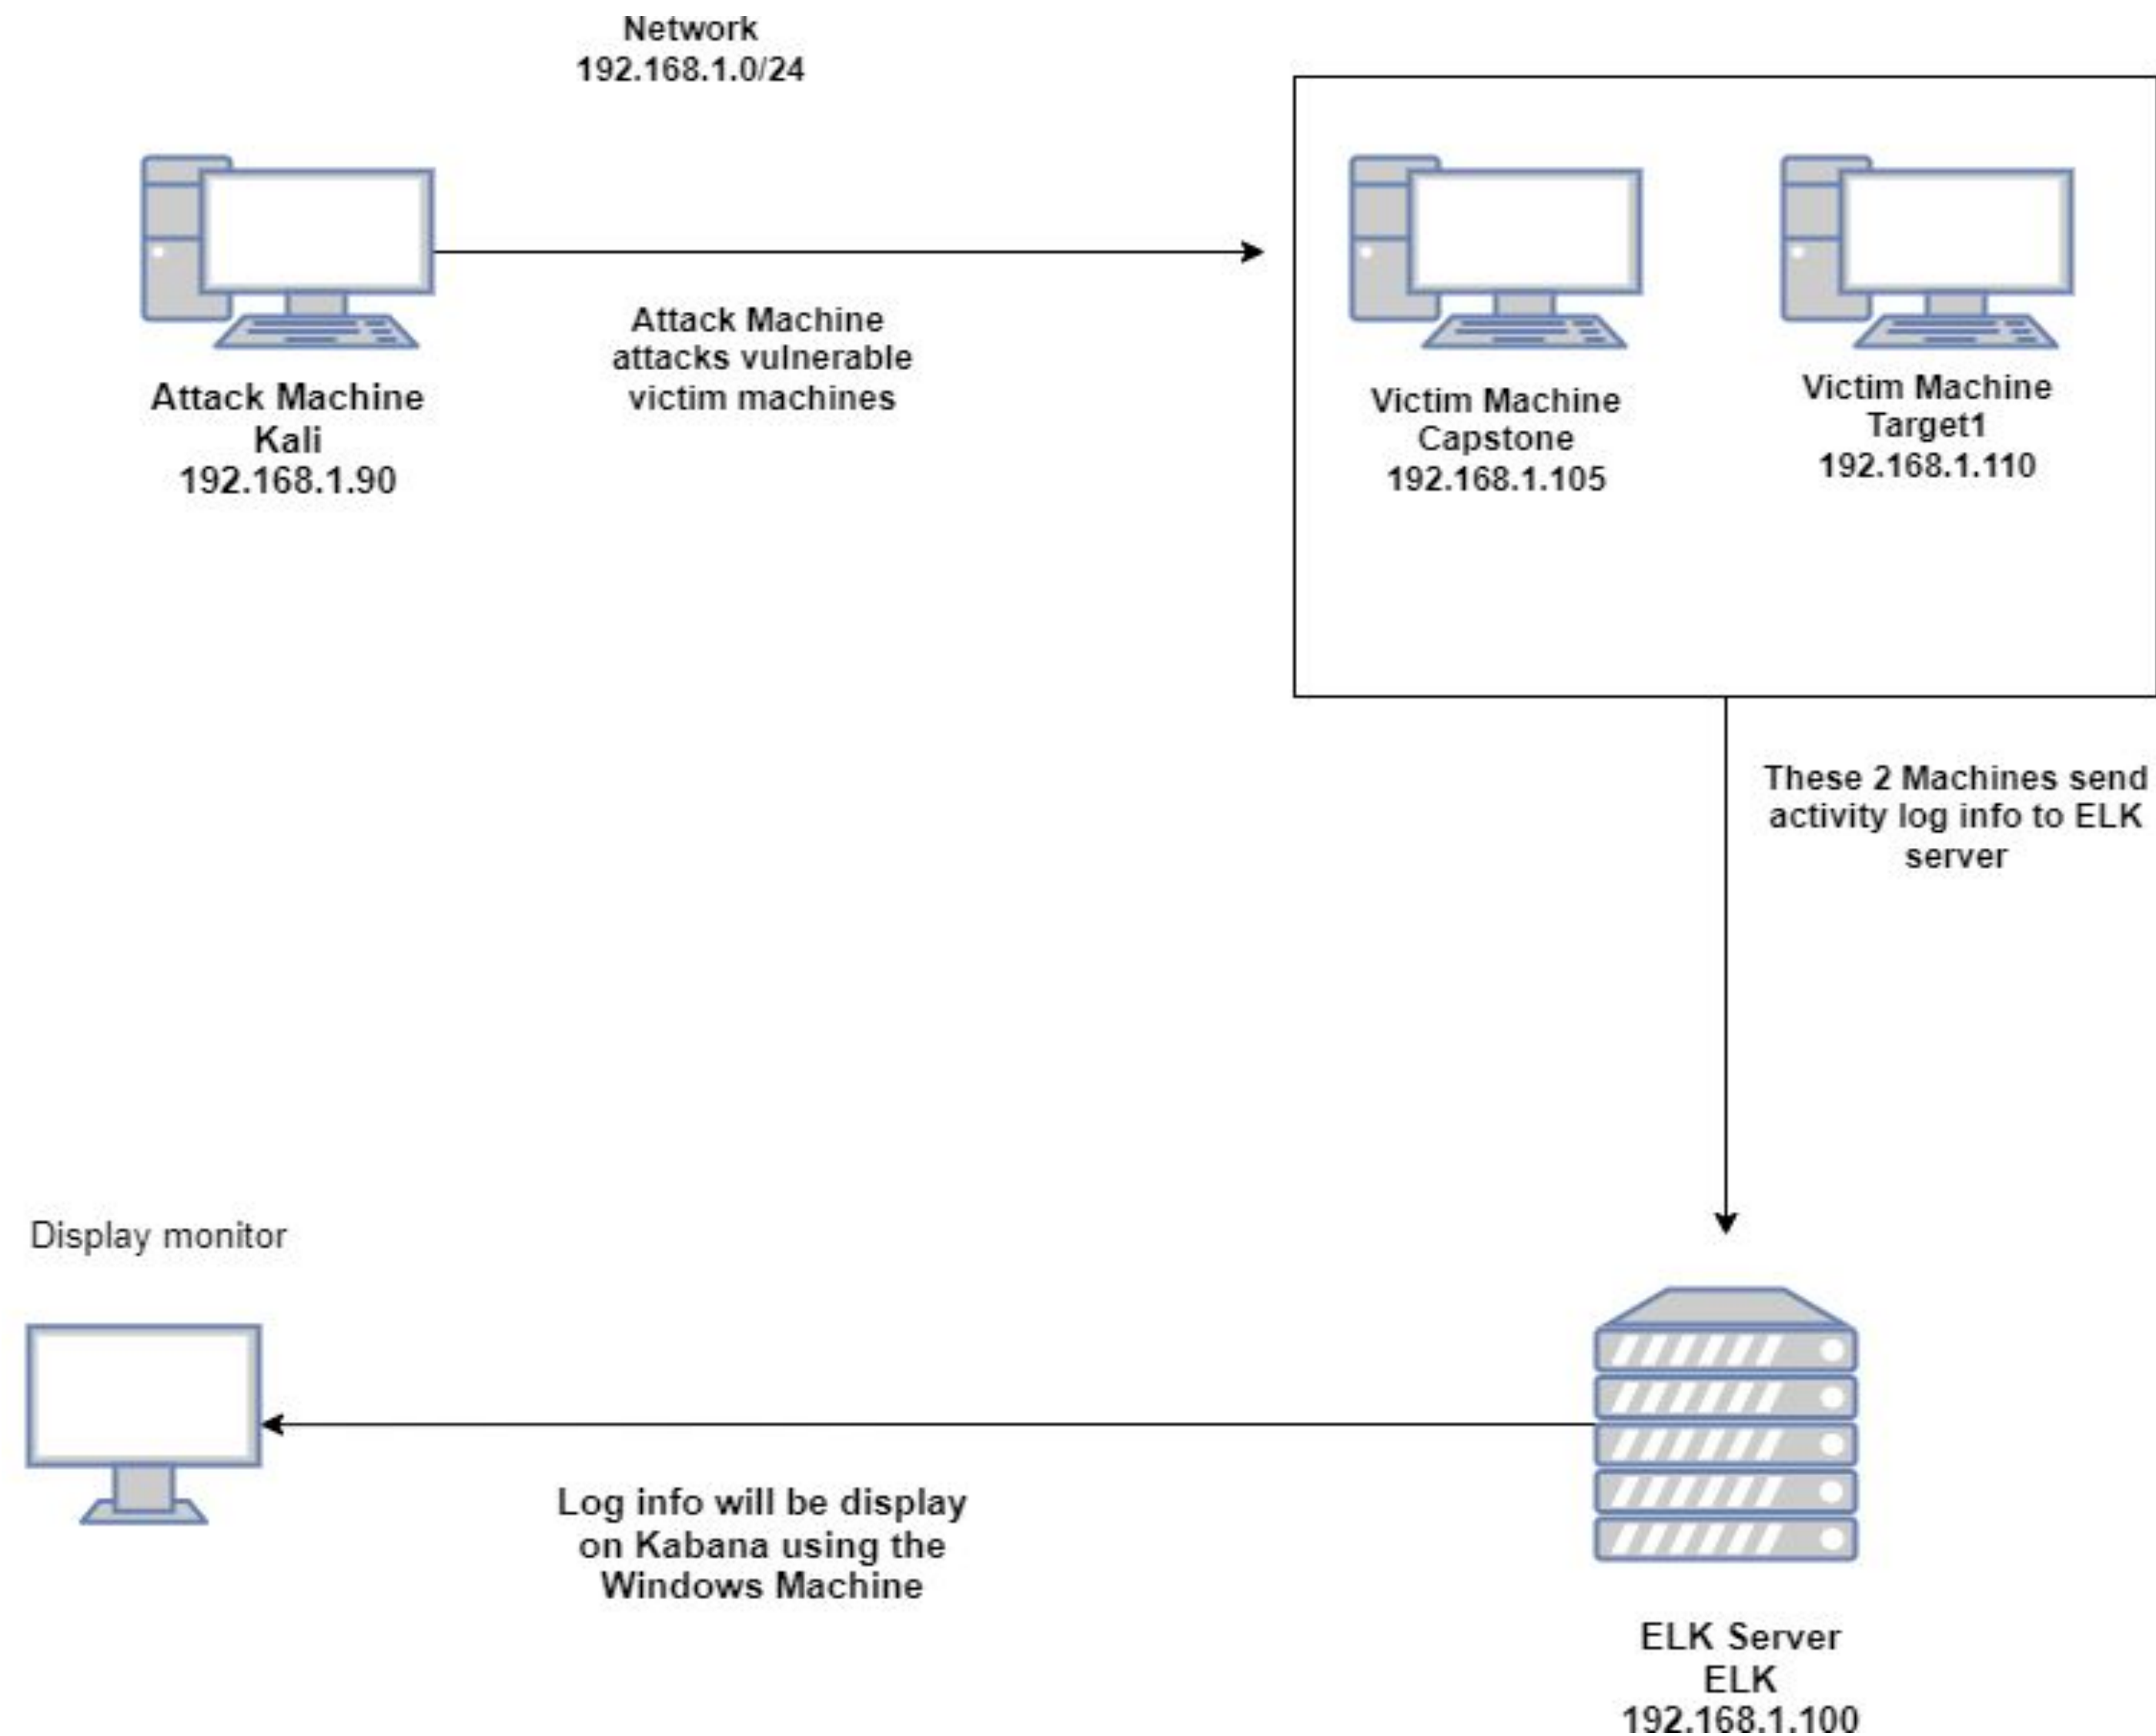 Network
192.168.1.0/24
Attack Machine
Kali
192.168.1.90
Attack Machine
attacks vulnerable
victim machines
Victim Machine
Capstone
192.168.1.105
Victim Machine
Target1
192.168.1.110
These 2 Machines send
activity log info to ELK
server
Display monitor
Log info will be display
on Kabana using the
Windows Machine
ELK Server
ELK
192.168.1.100